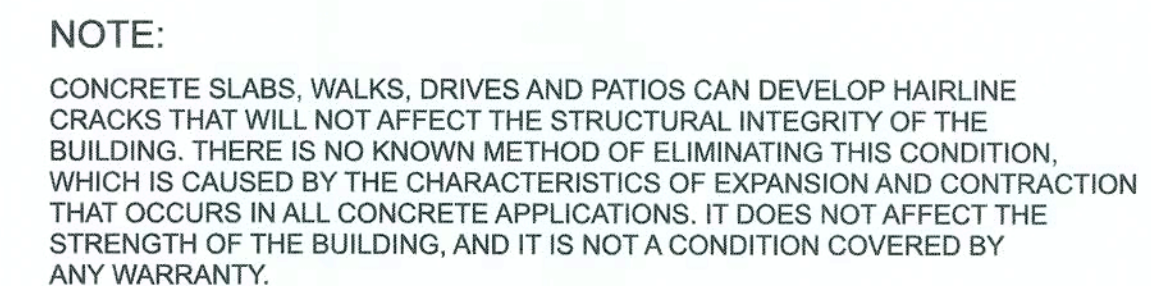 NOTE:
CONCRETE SLABS, WALKS, DRIVES AND PATIOS CAN DEVELOP HAIRLINE
CRACKS THAT WILL NOT AFFECT THE STRUCTURAL INTEGRITY OF THE
BUILDING. THERE IS NO KNOWN METHOD OF ELIMINATING THIS CONDITION,
WHICH IS CAUSED BY THE CHARACTERISTICS OF EXPANSION AND CONTRACTION
THAT OCCURS IN ALL CONCRETE APPLICATIONS. IT DOES NOT AFFECT THE
STRENGTH OF THE BUILDING, AND IT IS NOT A CONDITION COVERED BY
ANY WARRANTY.